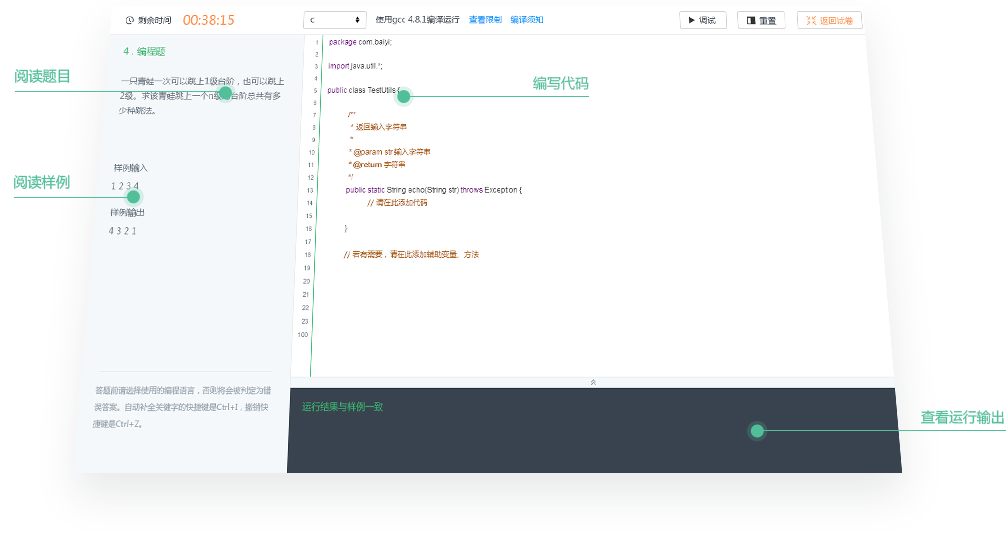 剩余时间 00:38:15
c
使用gcc 4.8.1编译运行 查看限制 编译须知
调试
重置
返回试卷
阅读题目
4 . 编程题
一只青蛙一次可以跳上1级台阶，也可以跳上
2级。求该青蛙跳上一个n级的台阶总共有多
少种跳法。
阅读样例
样例输入
1 2 3 4
样例输出
4 3 2 1
答题前请选择使用的编程语言，否则将会被判定为错
误答案。自动补全关键字的快捷键是Ctrl+I，撤销快
捷键是Ctrl+Z。
编写代码
1 package com.baiyi;
2
3 import java.util.*;
4
5 public class TestUtils {
6
7 /**
8 * 返回输入字符串
9 *
10 * @param str输入字符串
11 * @return 字符串
12 */
13 public static String echo(String str) throws Exception {
14 // 请在此添加代码
15
16 }
17
18 // 若有需要，请在此添加辅助变量、方法
19
20
21
22
23
100
运行结果与样例一致
查看运行输出